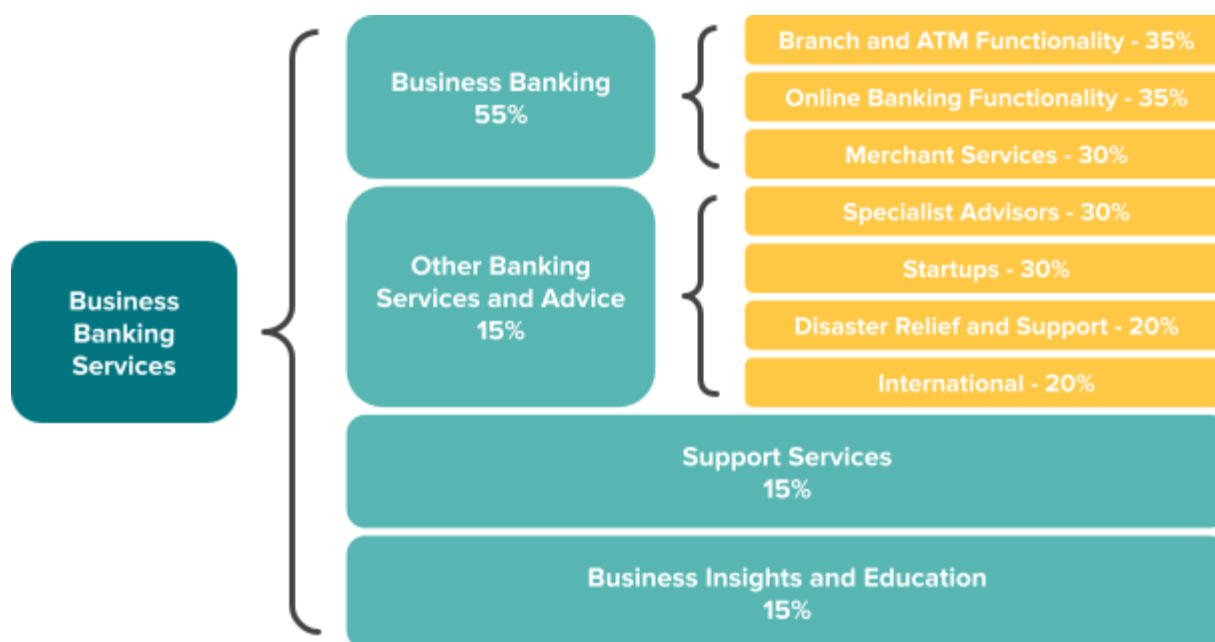 Business
Banking
Services
Business Banking
55%
Branch and ATM Functionality - 35%
Online Banking Functionality - 35%
Merchant Services - 30%
Other Banking
Services and Advice
15%
Specialist Advisors - 30%
Startups - 30%
Disaster Relief and Support - 20%
International - 20%
Support Services
15%
Business Insights and Education
15%